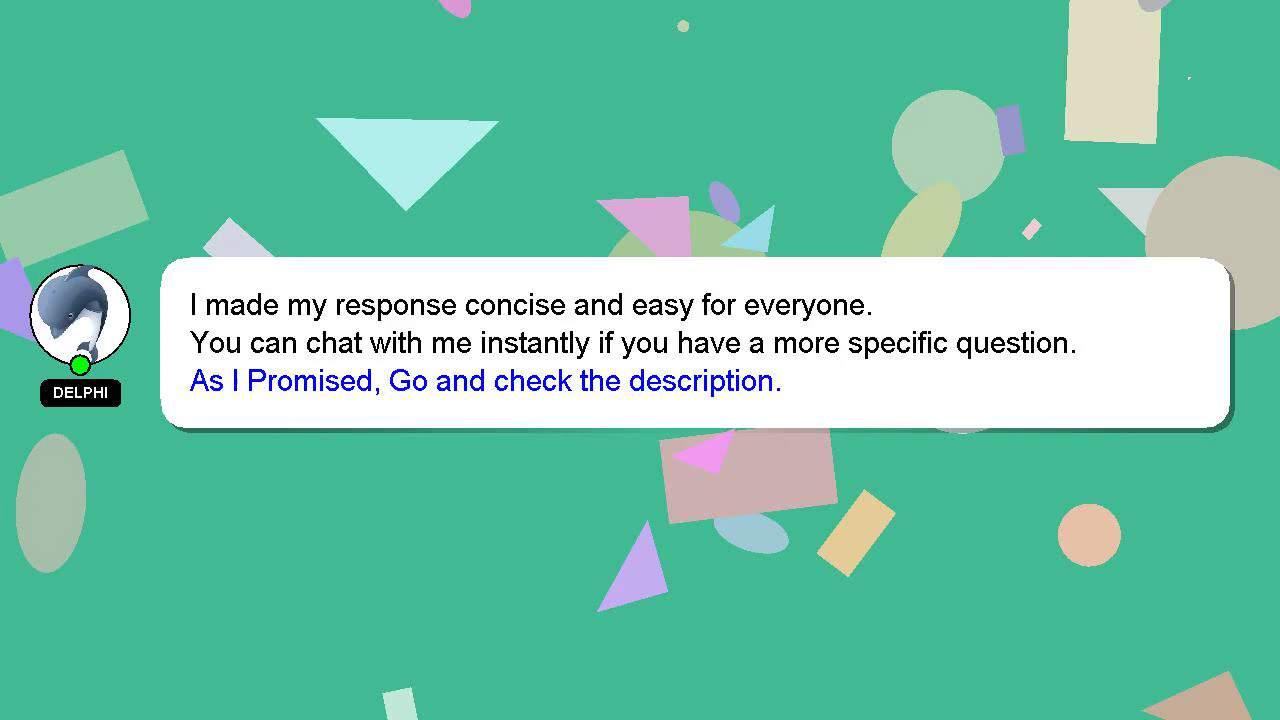 I made my response concise and easy for everyone.
You can chat with me instantly if you have a more specific question.
As I Promised, Go and check the description.
DELPHI